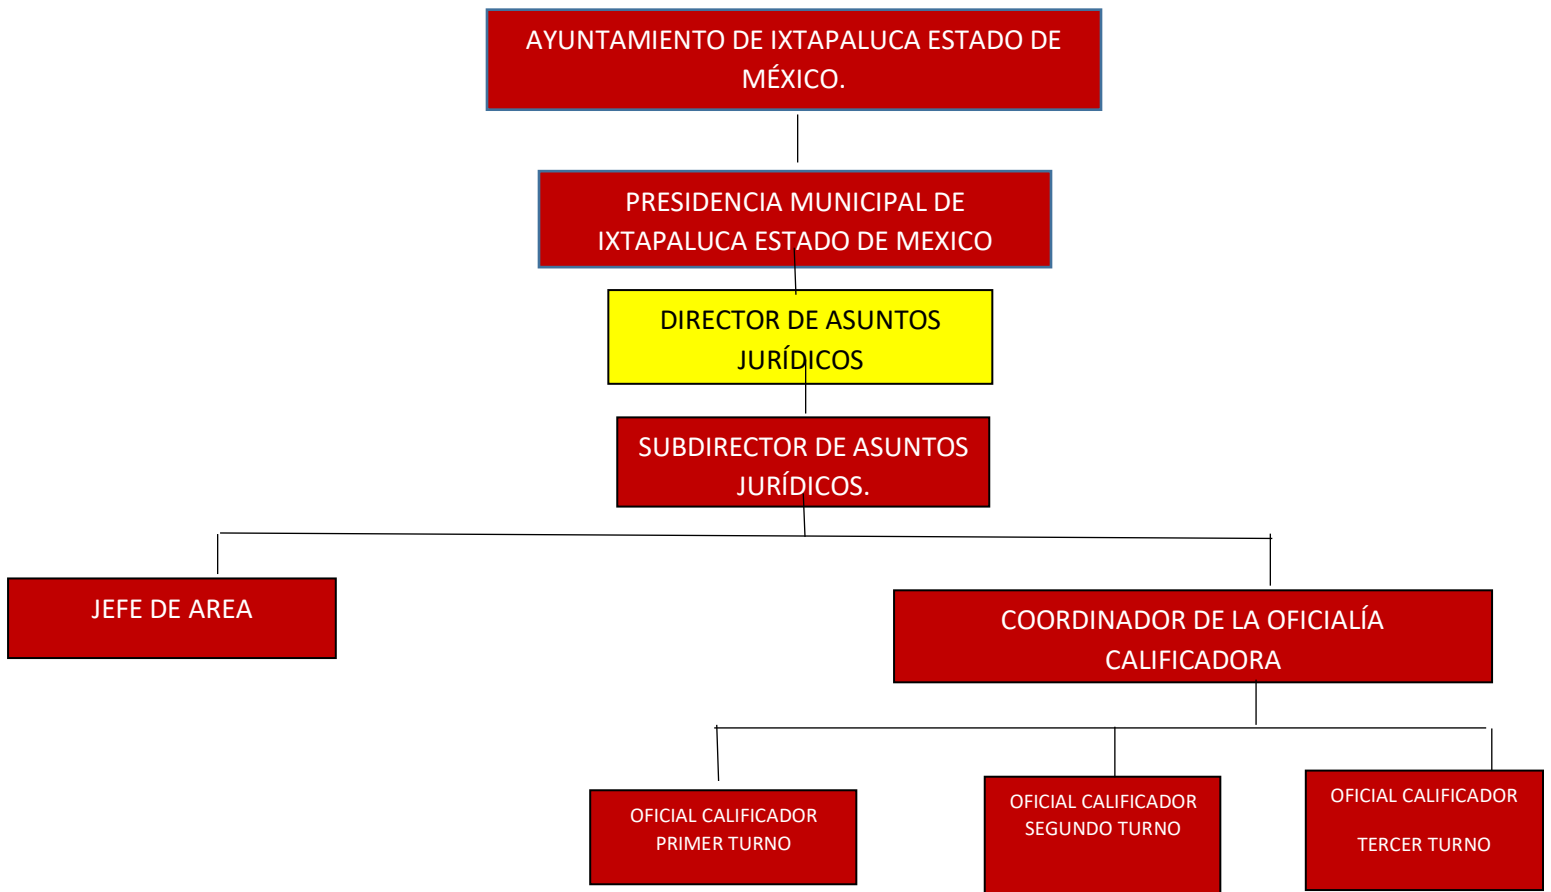 AYUNTAMIENTO DE IXTAPALUCA ESTADO DE
MÉXICO.
PRESIDENCIA MUNICIPAL DE
IXTAPALUCA ESTADO DE MEXICO
DIRECTOR DE ASUNTOS
JURÍDICOS
SUBDIRECTOR DE ASUNTOS
JURÍDICOS.
JEFE DE AREA
COORDINADOR DE LA OFICIALÍA
CALIFICADORA
OFICIAL CALIFICADOR
PRIMER TURNO
OFICIAL CALIFICADOR
SEGUNDO TURNO
OFICIAL CALIFICADOR
TERCER TURNO